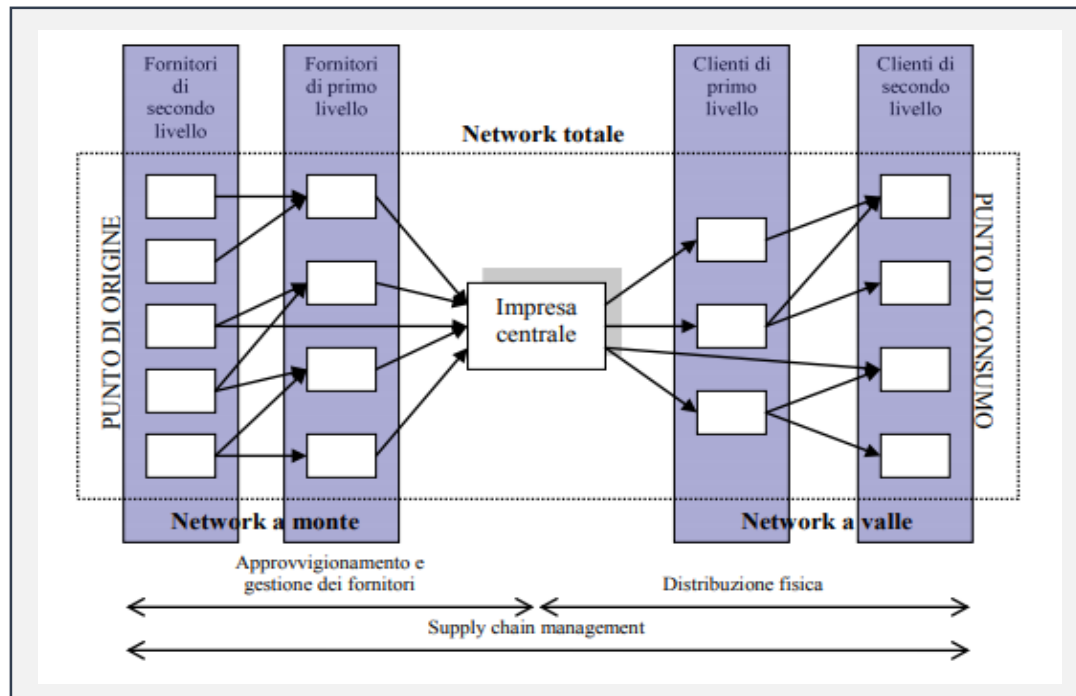 Fornitori
di
secondo
livello
Fornitori
di primo
livello
Clienti di
primo
livello
Clienti di
secondo
livello
Network totale
PUNTO DI ORIGINE
Impresa
centrale
PUNTO DI CONSUMO
Network a monte
Network a valle
Approvvigionamento e
gestione dei fornitori
Distribuzione fisica
Supply chain management